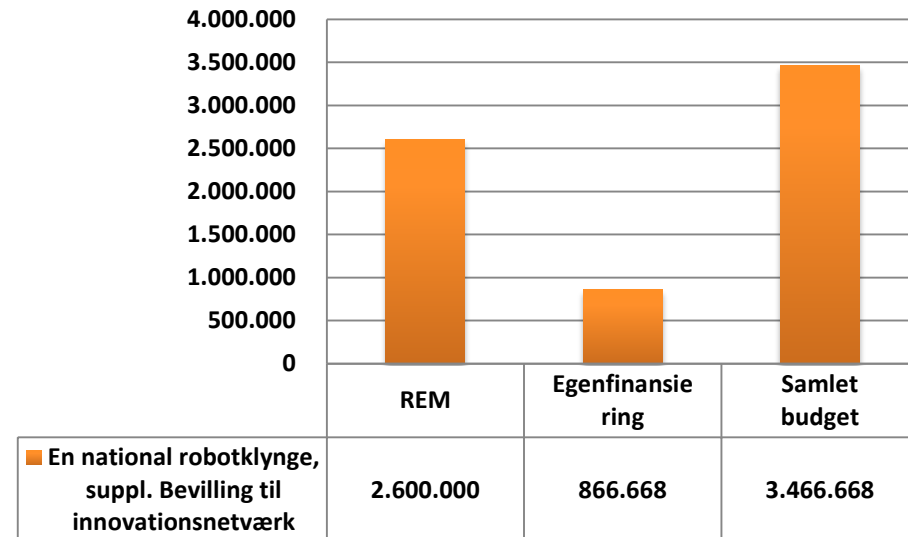 4.000.000
3.500.000
3.000.000
2.500.000
2.000.000
1.500.000
1.000.000
500.000
0
REM
Egenfinansie
ring
Samlet
budget
En national robotklynge,
suppl. Bevilling til
innovationsnetværk
2.600.000
866.668
3.466.668